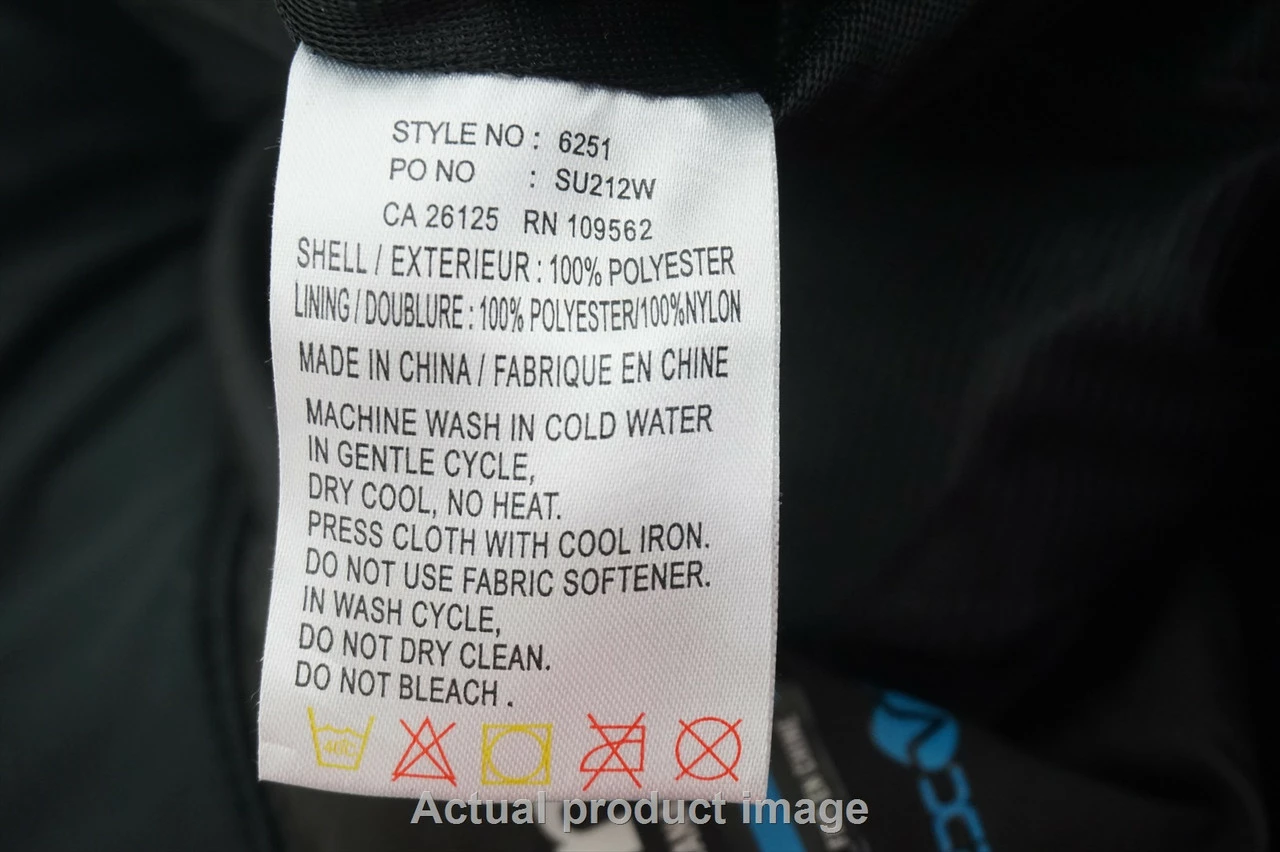 STYLE NO : 6251
PO NO : SU212W
CA 26125 RN 109562
SHELL / EXTERIEUR : 100% POLYESTER
LINING / DOUBLURE : 100% POLYESTER/100%NYLON
MADE IN CHINA / FABRIQUE EN CHINE
MACHINE WASH IN COLD WATER
IN GENTLE CYCLE,
DRY COOL, NO HEAT.
PRESS CLOTH WITH COOL IRON.
DO NOT USE FABRIC SOFTENER.
IN WASH CYCLE,
DO NOT DRY CLEAN.
DO NOT BLEACH .
40°C
Actual product image